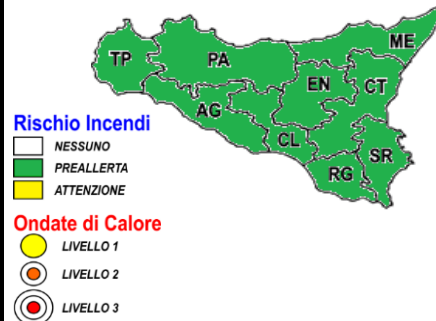 ME
TP
PA
EN
CT
AG
CL
SR
RG
Rischio Incendi
NESSUNO
PREALLERTA
ATTENZIONE
Ondate di Calore
LIVELLO 1
LIVELLO 2
LIVELLO 3